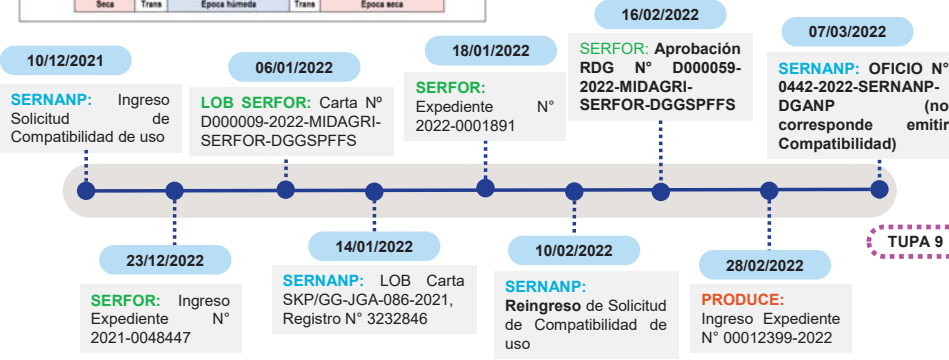 Seca Trans Época húmeda Trans Época seca
10/12/2021
SERNANP: Ingreso
Solicitud de
Compatibilidad de uso
23/12/2022
SERFOR: Ingreso
Expediente N°
2021-0048447
06/01/2022
LOB SERFOR: Carta Nº
D000009-2022-MIDAGRI-
SERFOR-DGGSPFFS
14/01/2022
SERNANP: LOB Carta
SKP/GG-JGA-086-2021,
Registro N° 3232846
18/01/2022
SERFOR:
Expediente N°
2022-0001891
10/02/2022
SERNANP:
Reingreso de Solicitud
de Compatibilidad de
uso
16/02/2022
SERFOR: Aprobación
RDG N° D000059-
2022-MIDAGRI-
SERFOR-DGGSPFFS
28/02/2022
PRODUCE:
Ingreso Expediente
N° 00012399-2022
07/03/2022
SERNANP: OFICIO N°
0442-2022-SERNANP-
DGANP (no
corresponde emitir
Compatibilidad)
TUPA 9